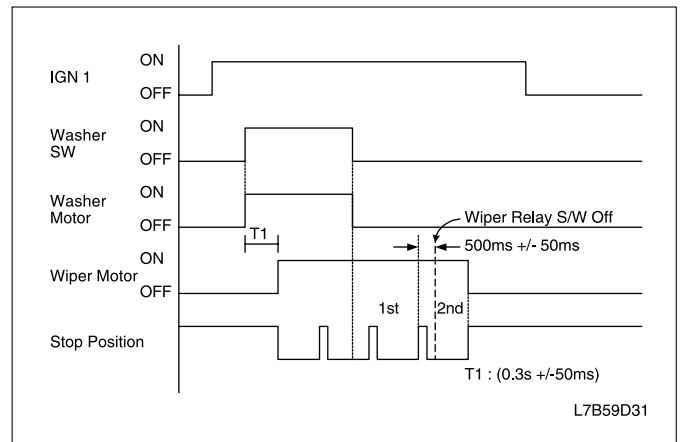 IGN 1
ON
OFF
Washer
SW
ON
OFF
Washer
Motor
ON
OFF
T1
Wiper Relay S/W Off
500ms +/- 50ms
Wiper Motor
ON
OFF
1st
2nd
Stop Position
T1 : (0.3s +/-50ms)
L7B59D31